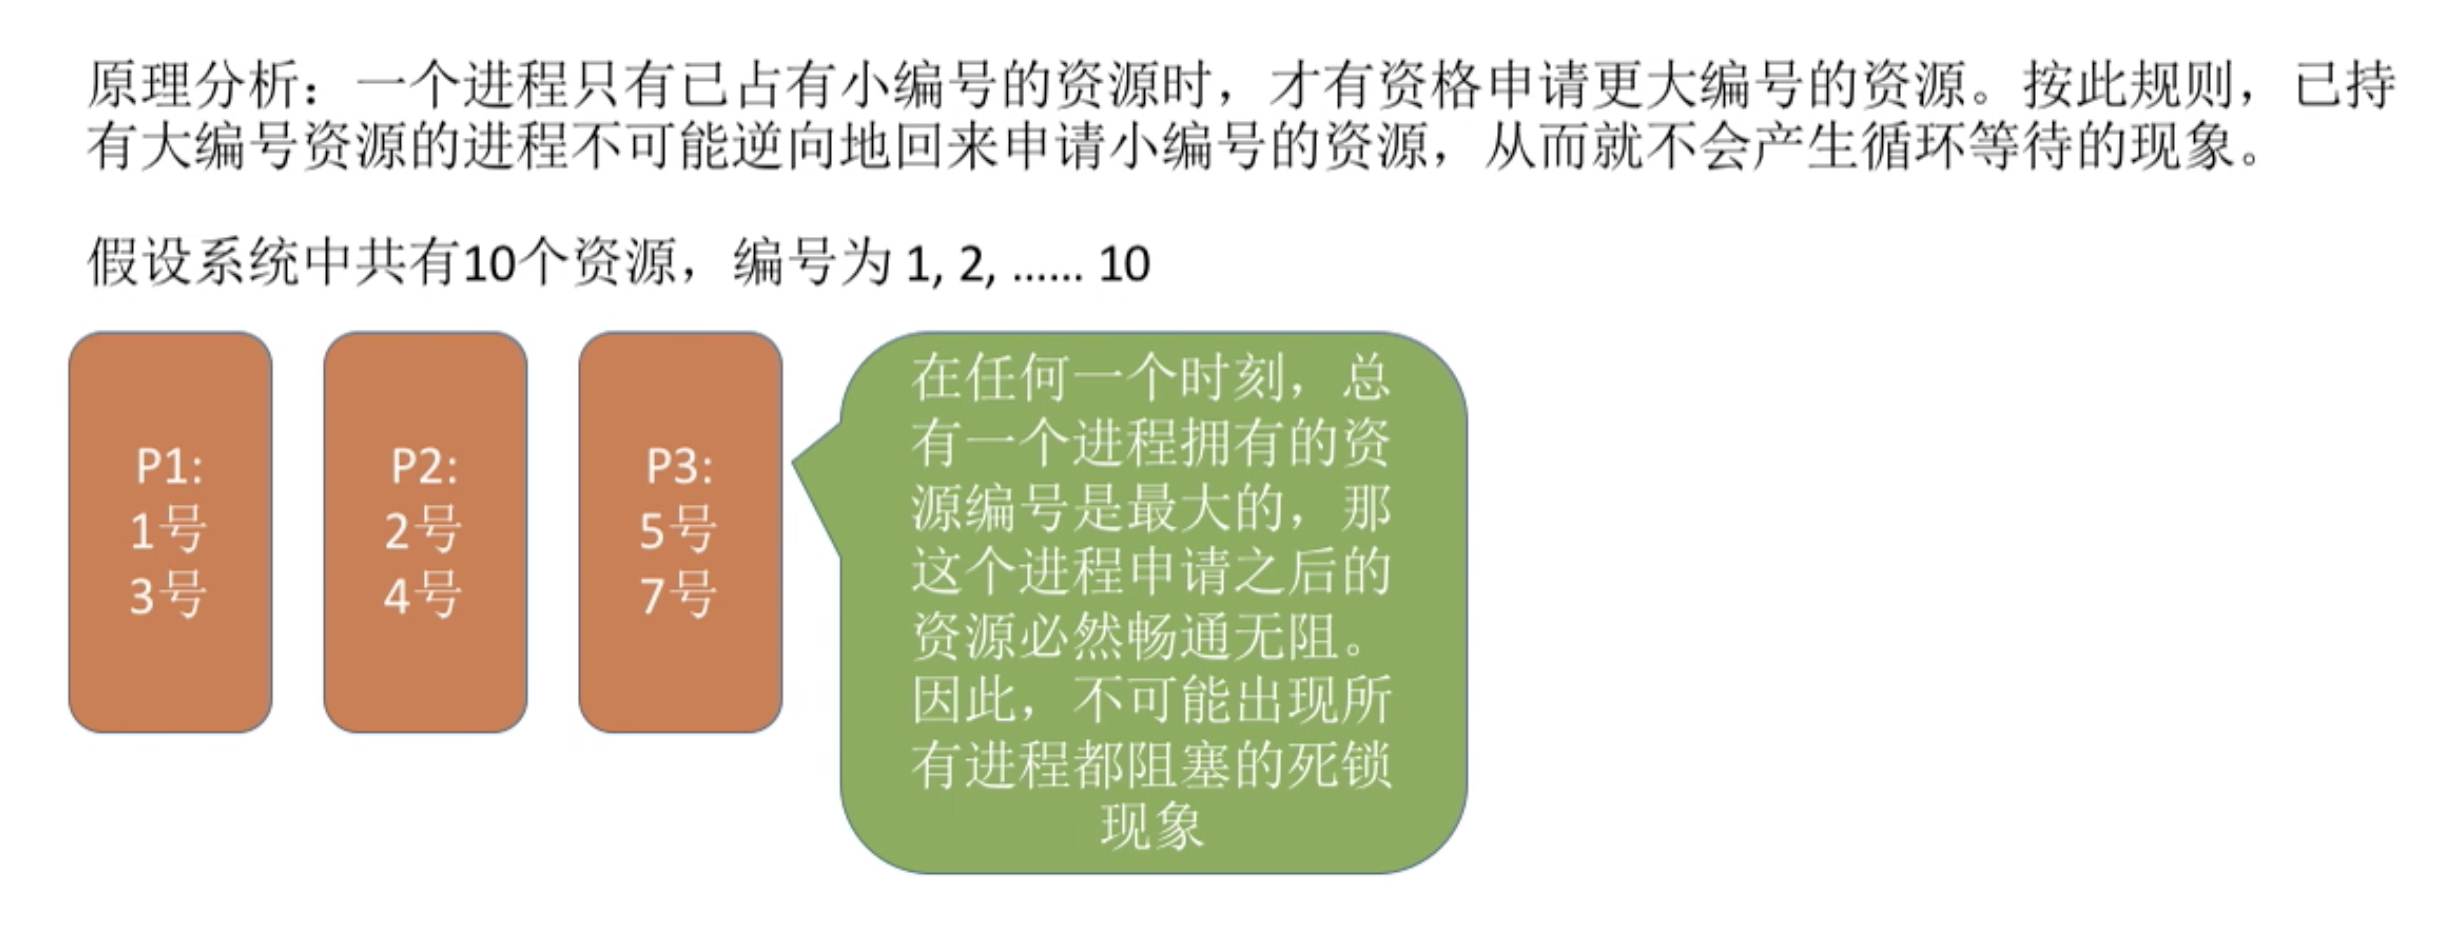 原理分析：一个进程只有已占有小编号的资源时，才有资格申请更大编号的资源。按此规则，已持
有大编号资源的进程不可能逆向地回来申请小编号的资源，从而就不会产生循环等待的现象。
假设系统中共有10个资源，编号为 1, 2, …… 10
P1:
1号
3号
P2:
2号
4号
P3:
5号
7号
在任何一个时刻，总
有一个进程拥有的资
源编号是最大的，那
这个进程申请之后的
资源必然畅通无阻。
因此，不可能出现所
有进程都阻塞的死锁
现象